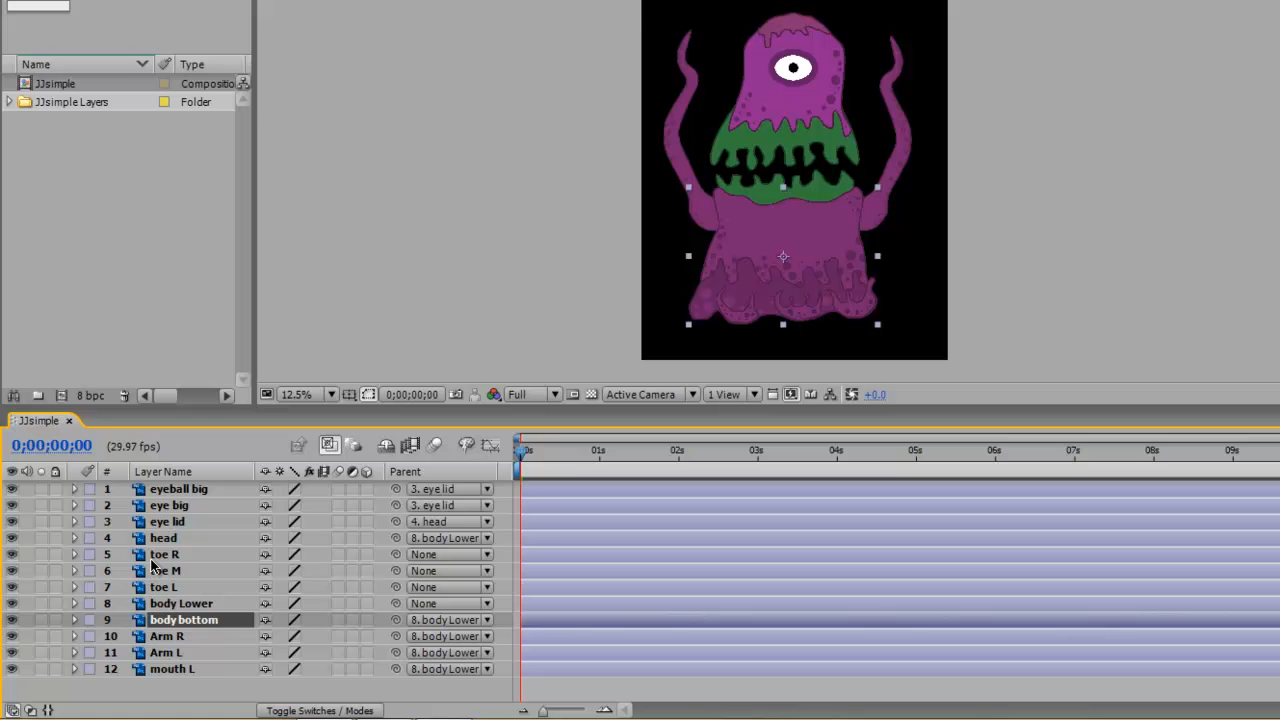 Name Type
JJsimple Compositio
JJsimple Layers Folder
8 bpc 12.5% 0;00;00;00 Full Active Camera 1 View +0.0
JJsimple ×
0;00;00;00 (29.97 fps)
0s 01s 02s 03s 04s 05s 06s 07s 08s 09s
# Layer Name fx Parent
1 eyeball big 3. eye lid
2 eye big 3. eye lid
3 eye lid 4. head
4 head 8. body Lower
5 toe R None
6 toe M None
7 toe L None
8 body Lower None
9 body bottom 8. body Lower
10 Arm R 8. body Lower
11 Arm L 8. body Lower
12 mouth L 8. body Lower
Toggle Switches / Modes